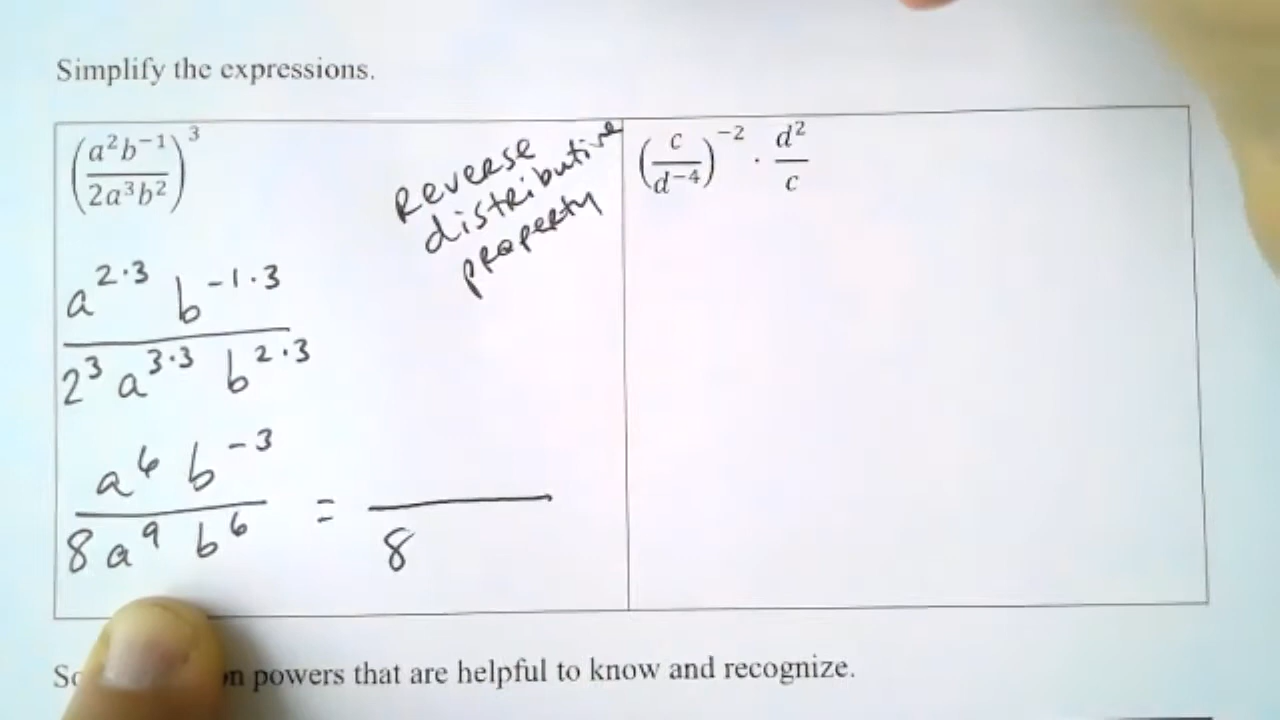 Simplify the expressions.
(a²b⁻¹ / 2a³b²)³
Reverse
distributive
property
a^(2·3) b^(-1·3)
2³ a^(3·3) b^(2·3)
a⁶ b⁻³
8 a⁹ b⁶ = 
8
(c / d⁻⁴)⁻² · d² / c
powers that are helpful to know and recognize.